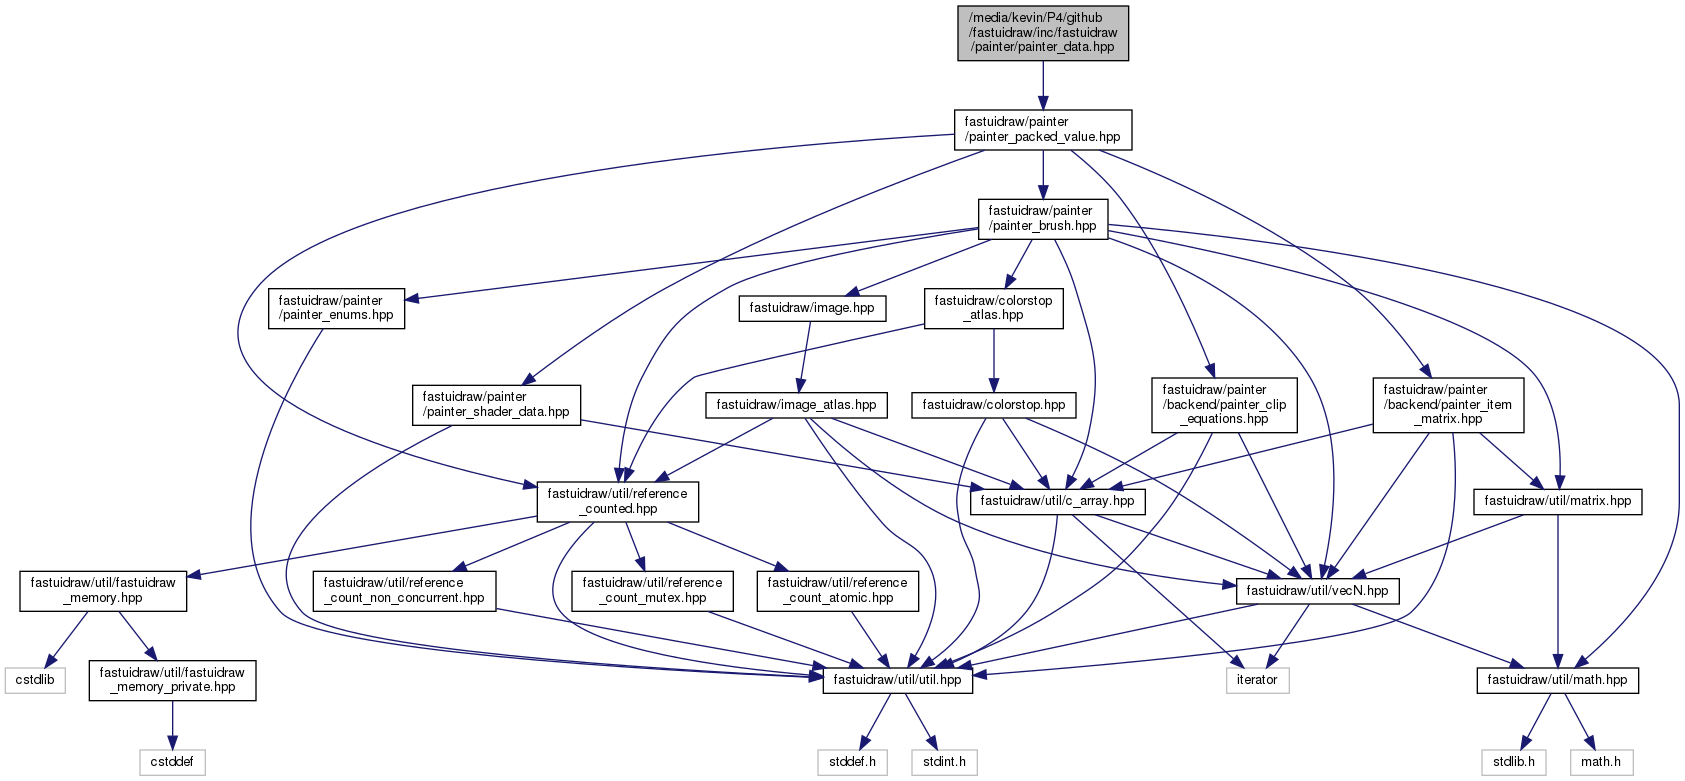 /media/kevin/P4/github
/fastuidraw/inc/fastuidraw
/painter/painter_data.hpp
fastuidraw/painter
/painter_packed_value.hpp
fastuidraw/painter
/painter_brush.hpp
fastuidraw/painter
/painter_enums.hpp
fastuidraw/image.hpp
fastuidraw/colorstop
_atlas.hpp
fastuidraw/painter
/painter_shader_data.hpp
fastuidraw/image_atlas.hpp
fastuidraw/colorstop.hpp
fastuidraw/painter
/backend/painter_clip
_equations.hpp
fastuidraw/painter
/backend/painter_item
_matrix.hpp
fastuidraw/util/reference
_counted.hpp
fastuidraw/util/c_array.hpp
fastuidraw/util/matrix.hpp
fastuidraw/util/fastuidraw
_memory.hpp
fastuidraw/util/reference
_count_non_concurrent.hpp
fastuidraw/util/reference
_count_mutex.hpp
fastuidraw/util/reference
_count_atomic.hpp
fastuidraw/util/vecN.hpp
cstdlib
fastuidraw/util/fastuidraw
_memory_private.hpp
fastuidraw/util/util.hpp
iterator
fastuidraw/util/math.hpp
cstddef
stddef.h
stdint.h
stdlib.h
math.h